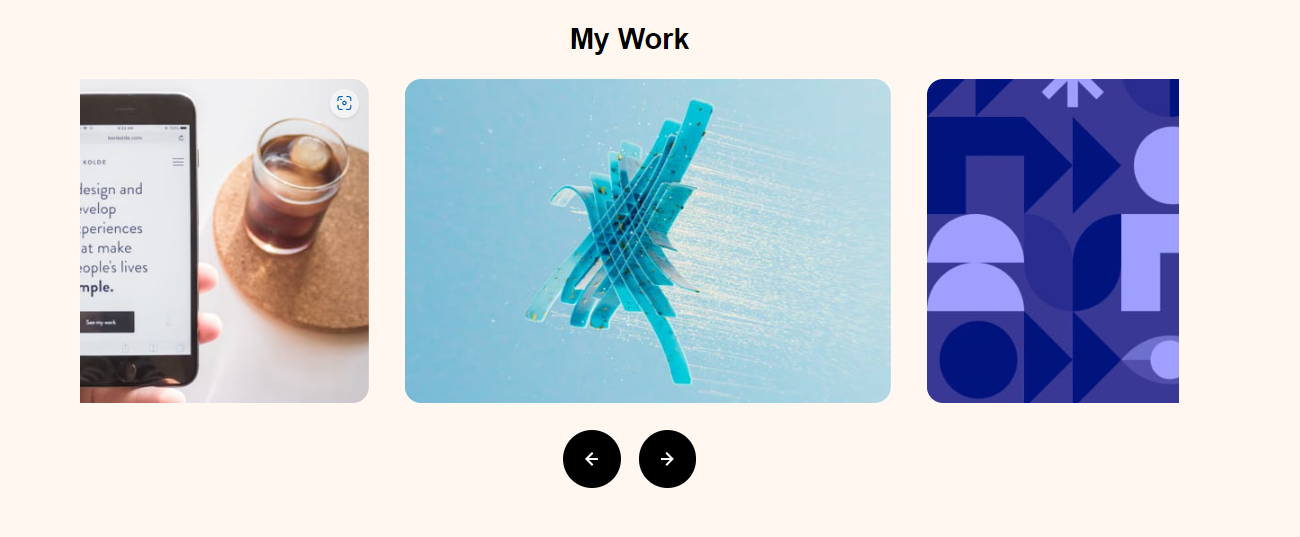 My Work
KOLDE
design and
evelop
periences
at make
eople's lives
mple.
See my work